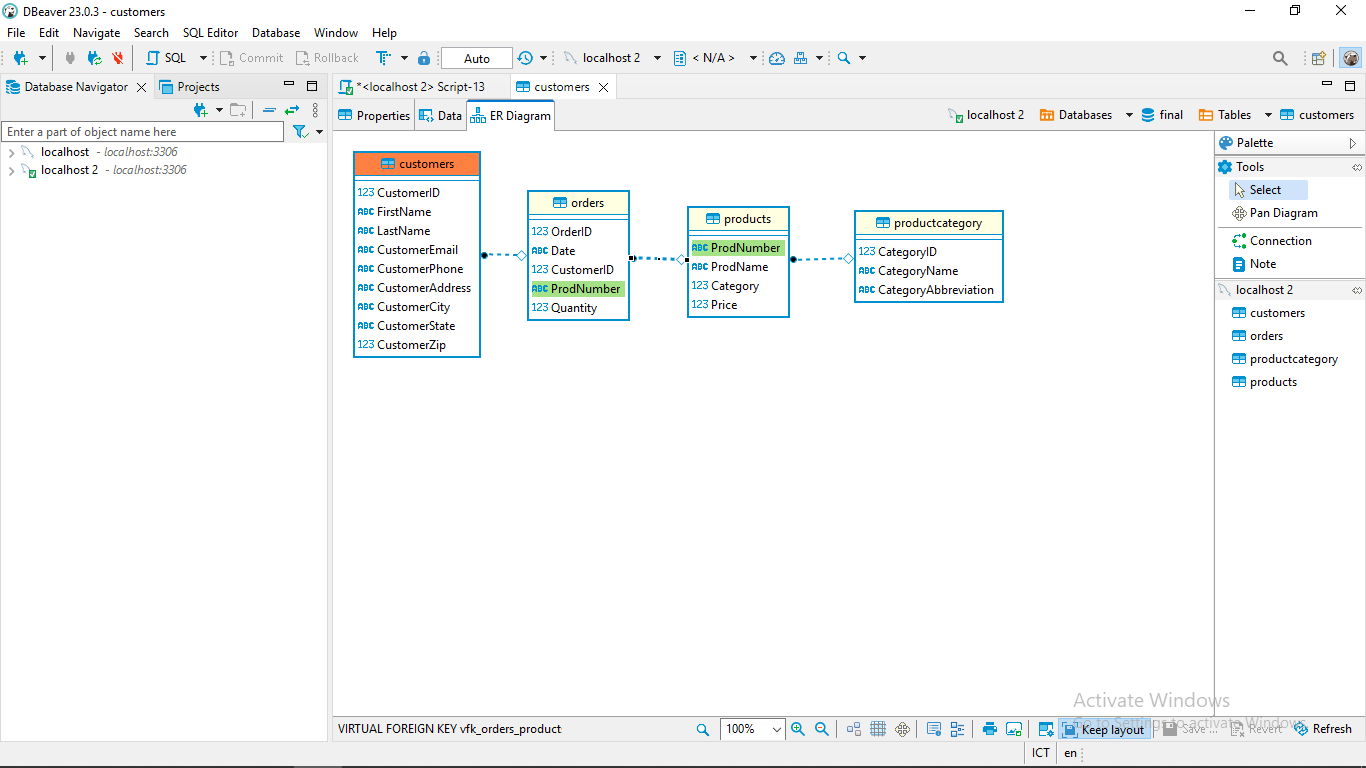 DBeaver 23.0.3 - customers
File Edit Navigate Search SQL Editor Database Window Help
SQL Commit Rollback Auto localhost 2 < N/A >
Database Navigator Projects
*<localhost 2> Script-13 customers
Properties Data ER Diagram localhost 2 Databases final Tables customers
Enter a part of object name here
localhost - localhost:3306
localhost 2 - localhost:3306
customers
123 CustomerID
ABC FirstName
ABC LastName
ABC CustomerEmail
ABC CustomerPhone
ABC CustomerAddress
ABC CustomerCity
ABC CustomerState
123 CustomerZip
orders
123 OrderID
ABC Date
123 CustomerID
ABC ProdNumber
123 Quantity
products
ABC ProdNumber
ABC ProdName
123 Category
123 Price
productcategory
123 CategoryID
ABC CategoryName
ABC CategoryAbbreviation
Palette
Tools
Select
Pan Diagram
Connection
Note
localhost 2
customers
orders
productcategory
products
Activate Windows
Go to Settings to activate Windows.
VIRTUAL FOREIGN KEY vfk_orders_product 100% Keep layout Save ... Revert Refresh
ICT en